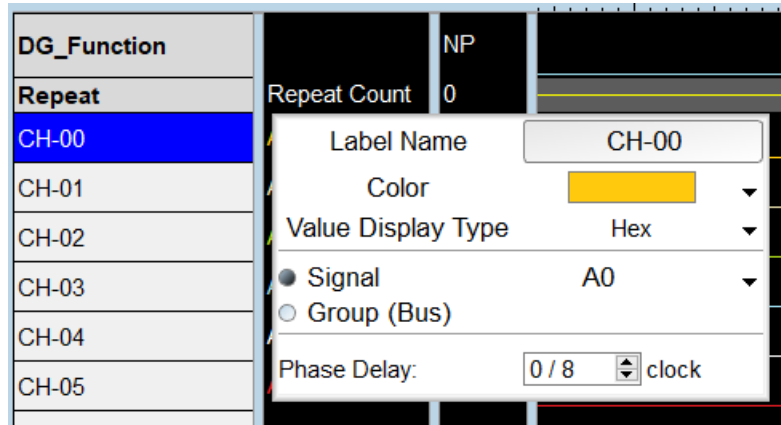 DG_Function NP
Repeat Repeat Count 0
CH-00
CH-01
CH-02
CH-03
CH-04
CH-05
Label Name CH-00
Color
Value Display Type Hex
Signal A0
Group (Bus)
Phase Delay: 0 / 8 clock